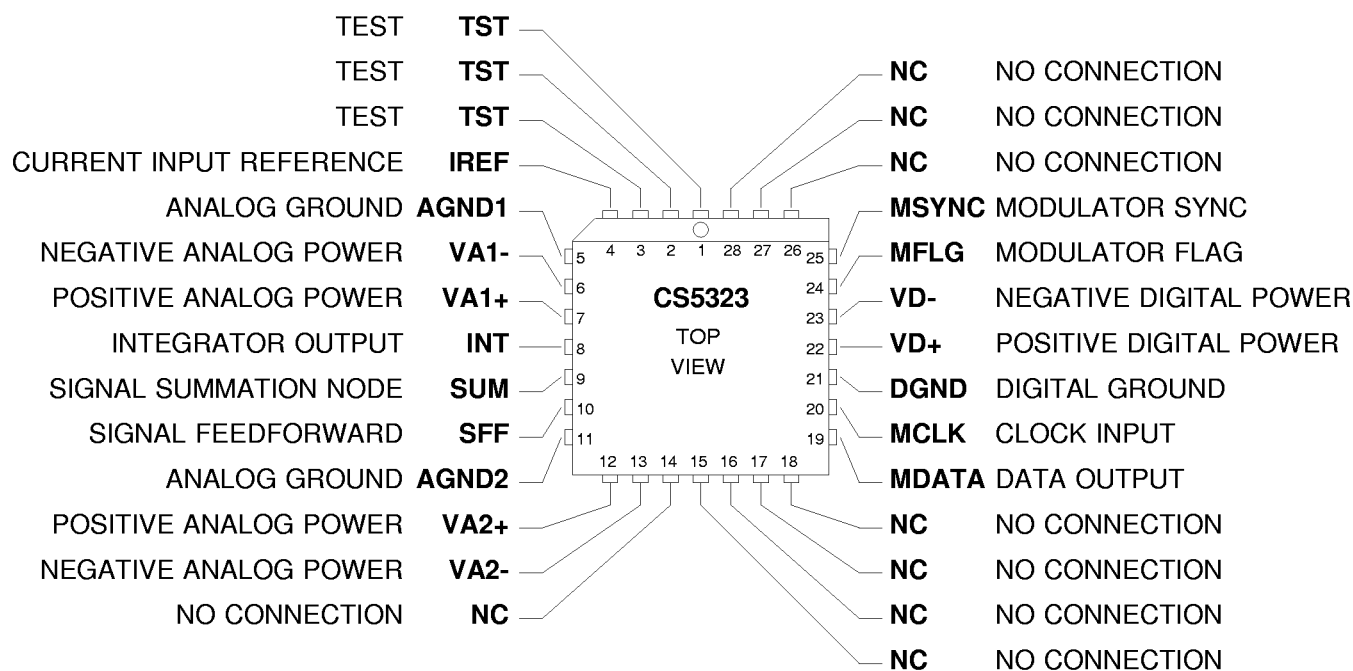 TEST TST
TEST TST
TEST TST
CURRENT INPUT REFERENCE IREF
ANALOG GROUND AGND1
NEGATIVE ANALOG POWER VA1-
POSITIVE ANALOG POWER VA1+
INTEGRATOR OUTPUT INT
SIGNAL SUMMATION NODE SUM
SIGNAL FEEDFORWARD SFF
ANALOG GROUND AGND2
POSITIVE ANALOG POWER VA2+
NEGATIVE ANALOG POWER VA2-
NO CONNECTION NC
4 3 2 1 28 27 26
5
6
7
8
9
10
11
CS5323
TOP
VIEW
25
24
23
22
21
20
19
12 13 14 15 16 17 18
NC NO CONNECTION
NC NO CONNECTION
NC NO CONNECTION
MSYNC MODULATOR SYNC
MFLG MODULATOR FLAG
VD- NEGATIVE DIGITAL POWER
VD+ POSITIVE DIGITAL POWER
DGND DIGITAL GROUND
MCLK CLOCK INPUT
MDATA DATA OUTPUT
NC NO CONNECTION
NC NO CONNECTION
NC NO CONNECTION
NC NO CONNECTION